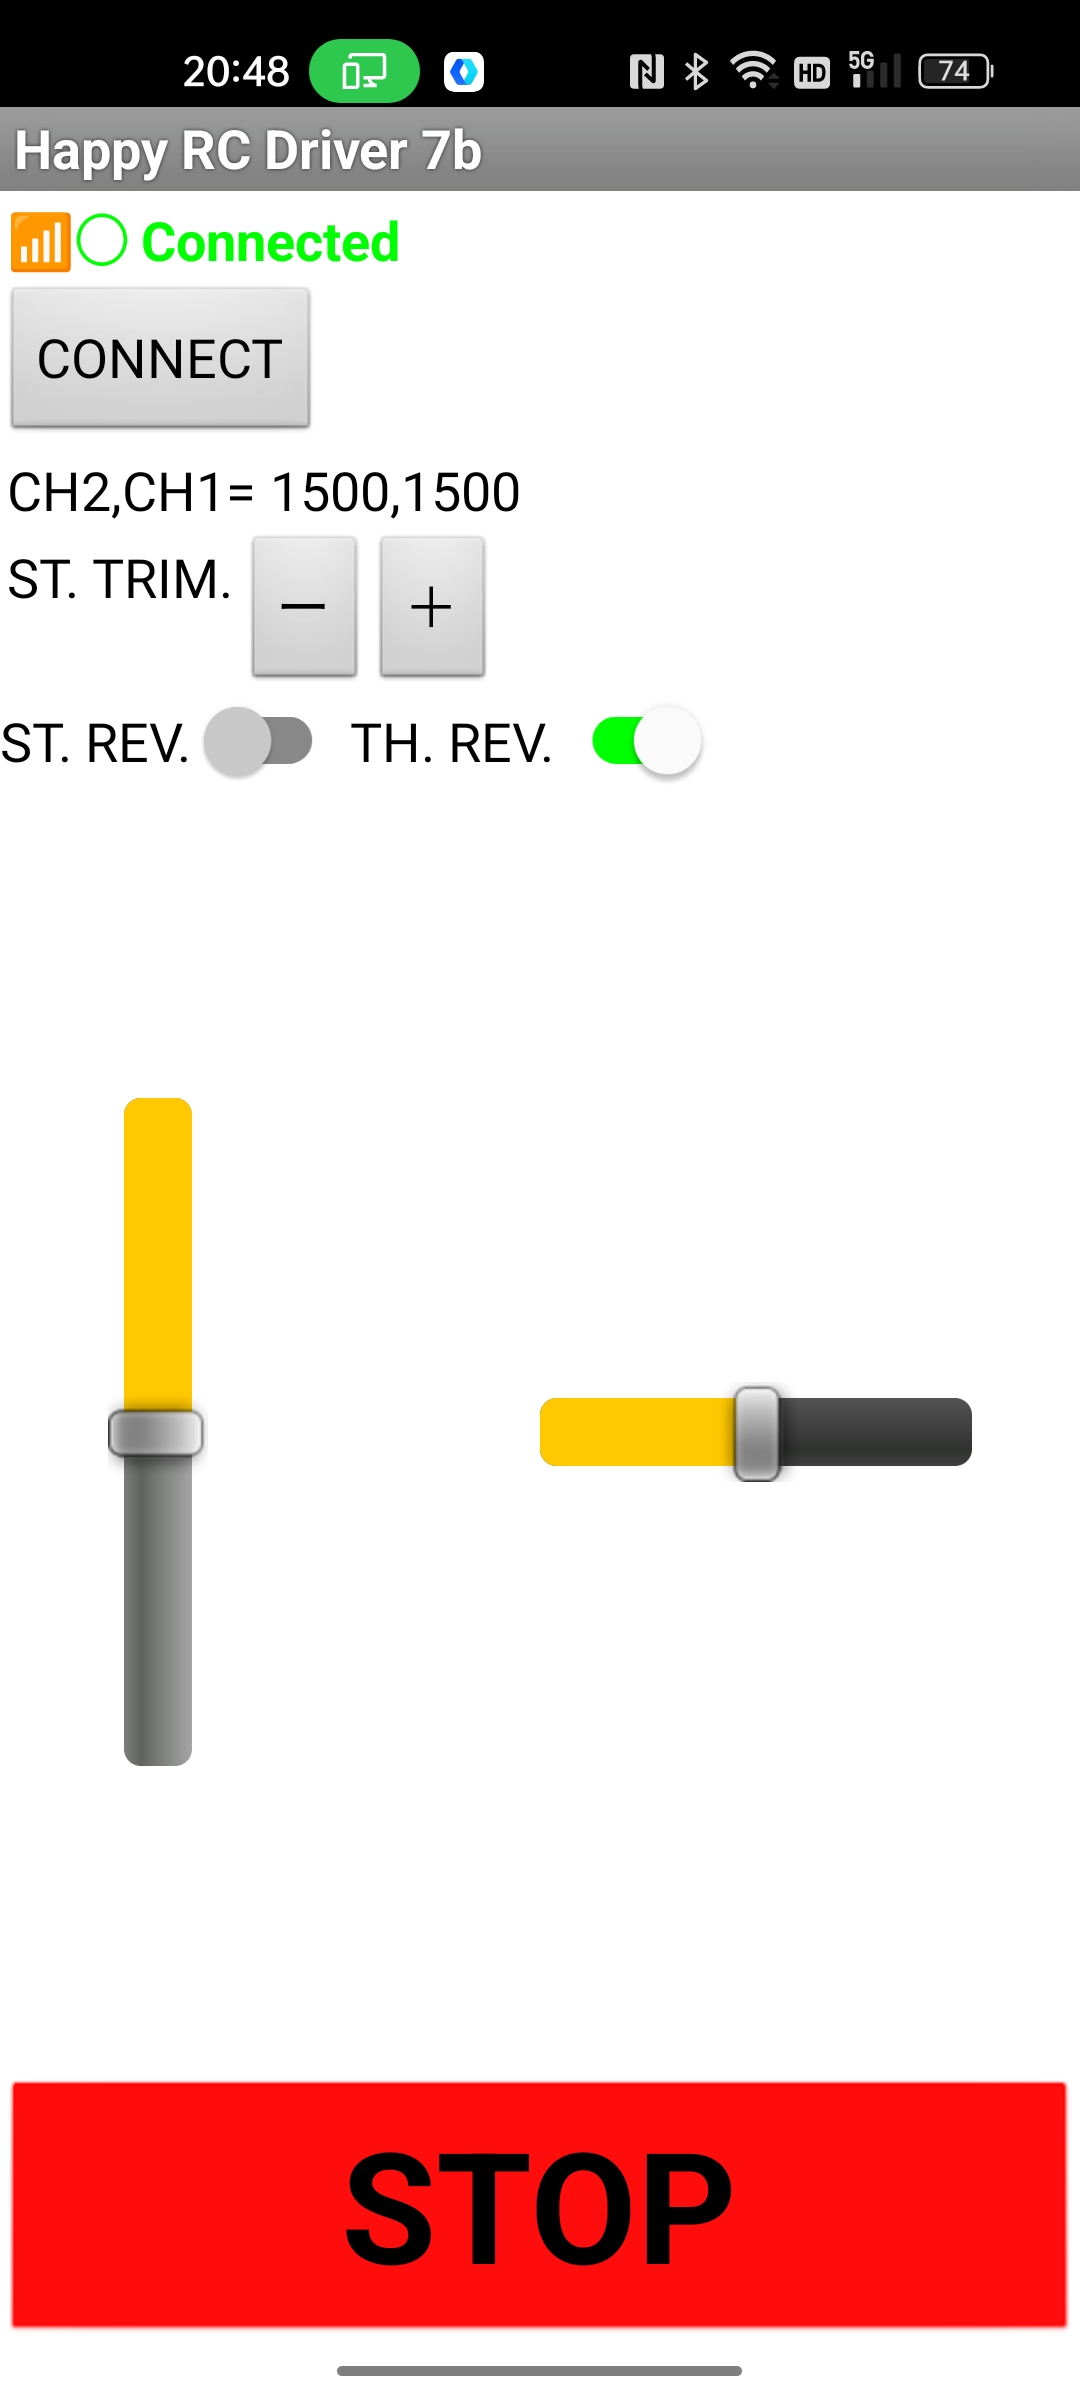 20:48 HD 5G 74
Happy RC Driver 7b
Connected
CONNECT
CH2,CH1= 1500,1500
ST. TRIM. − +
ST. REV. TH. REV.
STOP